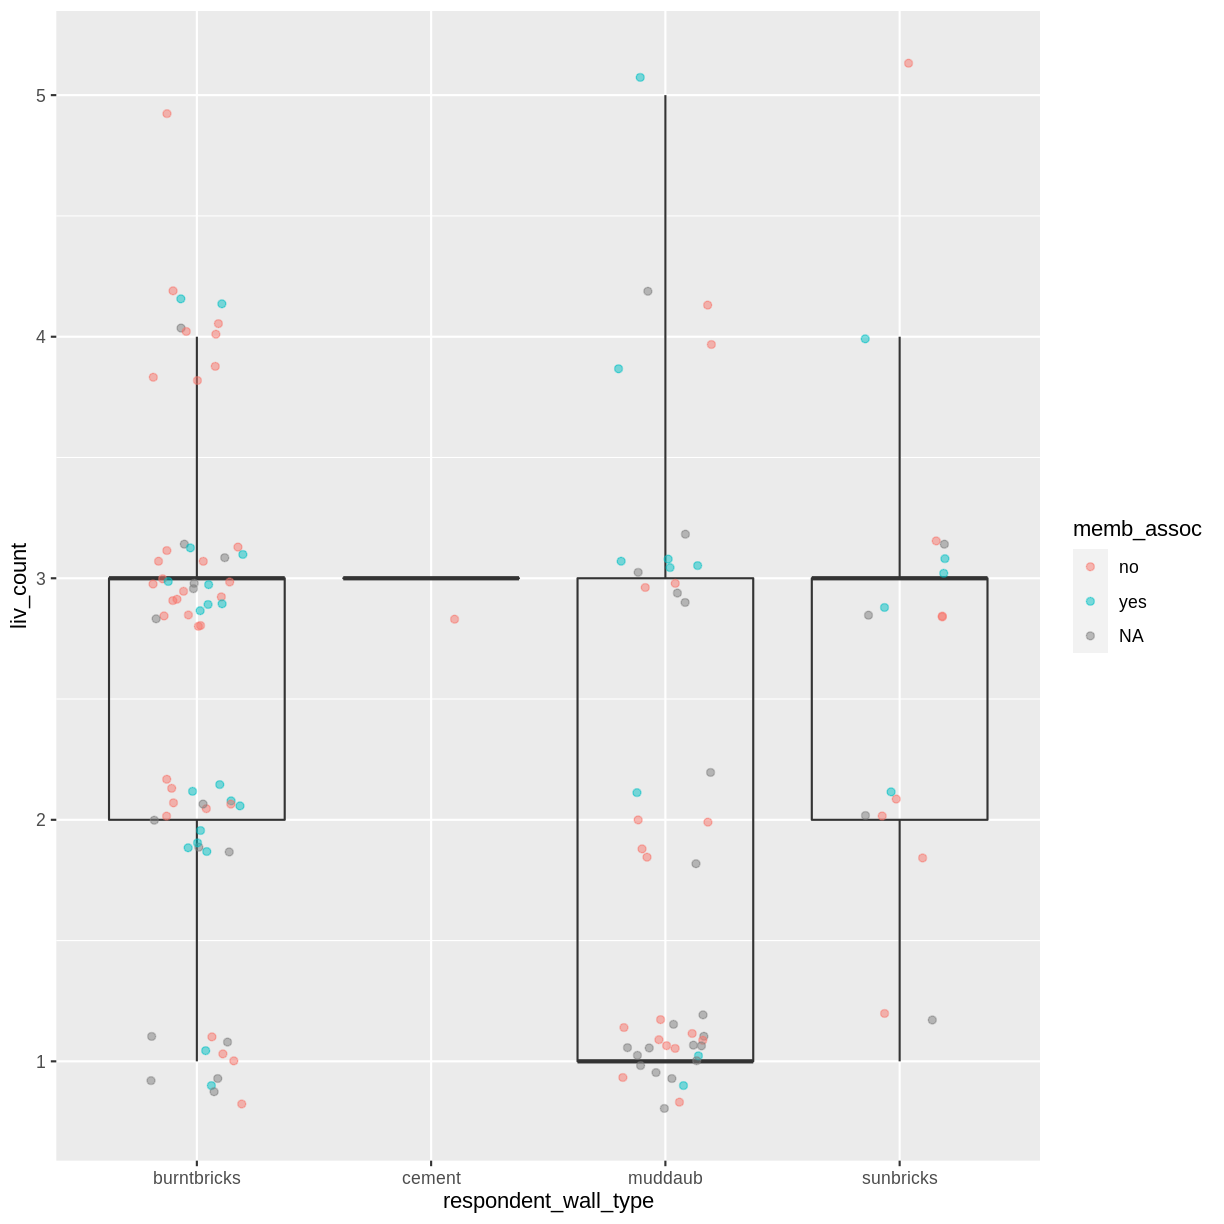 5
4
3
2
1
liv_count
burntbricks cement muddaub sunbricks
respondent_wall_type
memb_assoc
no
yes
NA